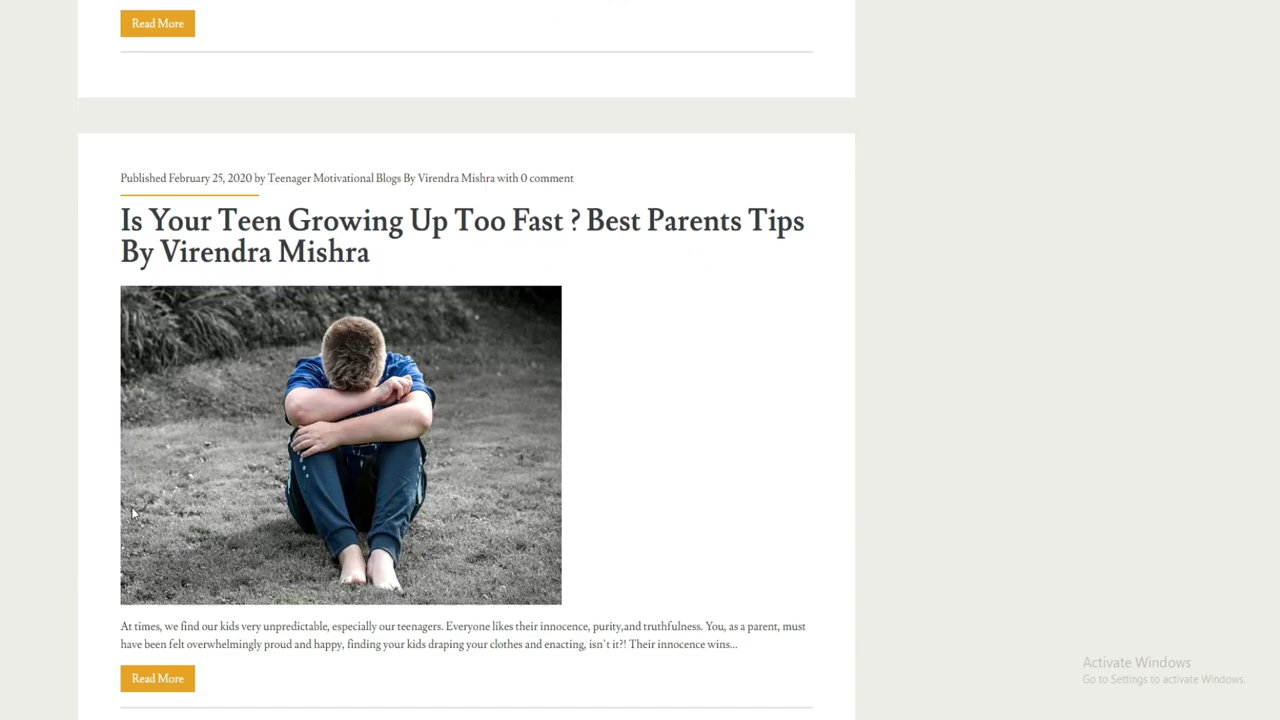 Read More
Published February 25, 2020 by Teenager Motivational Blogs By Virendra Mishra with 0 comment
Is Your Teen Growing Up Too Fast ? Best Parents Tips
By Virendra Mishra
At times, we find our kids very unpredictable, especially our teenagers. Everyone likes their innocence, purity,and truthfulness. You, as a parent, must
have been felt overwhelmingly proud and happy, finding your kids draping your clothes and enacting, isn`t it?! Their innocence wins...
Read More
Activate Windows
Go to Settings to activate Windows.